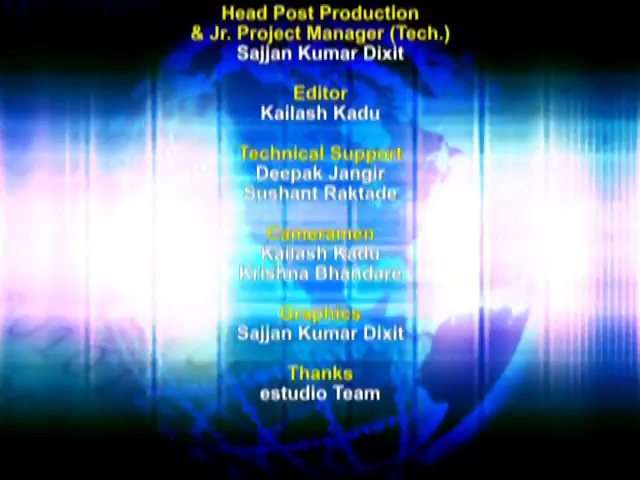 Head Post Production
& Jr. Project Manager (Tech.)
Sajjan Kumar Dixit
Editor
Kailash Kadu
Technical Support
Deepak Jangir
Sushant Raktade
Cameramen
Kailash Kadu
Krishna Bhandare
Graphics
Sajjan Kumar Dixit
Thanks
estudio Team